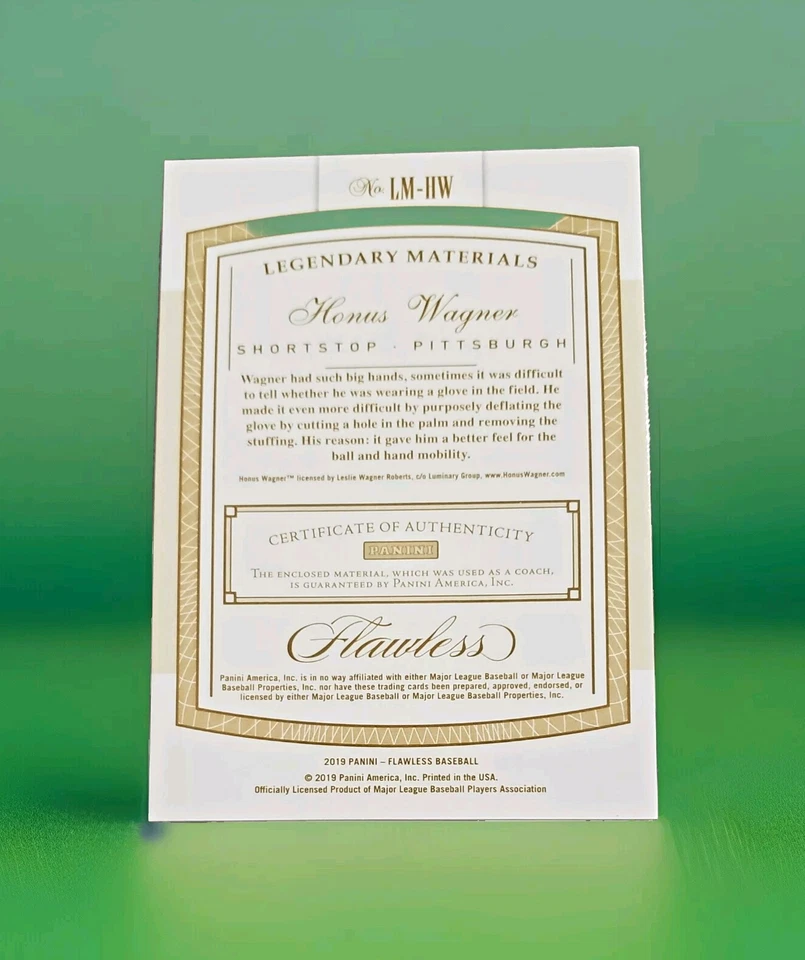 No. LM-HW
LEGENDARY MATERIALS
Honus Wagner
SHORTSTOP · PITTSBURGH
Wagner had such big hands, sometimes it was difficult
to tell whether he was wearing a glove in the field. He
made it even more difficult by purposely deflating the
glove by cutting a hole in the palm and removing the
stuffing. His reason: it gave him a better feel for the
ball and hand mobility.
Honus Wagner™ licensed by Leslie Wagner Roberts, c/o Luminary Group, www.HonusWagner.com
CERTIFICATE OF AUTHENTICITY
PANINI
THE ENCLOSED MATERIAL, WHICH WAS USED AS A COACH,
IS GUARANTEED BY PANINI AMERICA, INC.
Flawless
Panini America, Inc. is in no way affiliated with either Major League Baseball or Major League
Baseball Properties, Inc. nor have these trading cards been prepared, approved, endorsed, or
licensed by either Major League Baseball or Major League Baseball Properties, Inc.
2019 PANINI – FLAWLESS BASEBALL
© 2019 Panini America, Inc. Printed in the USA.
Officially Licensed Product of Major League Baseball Players Association